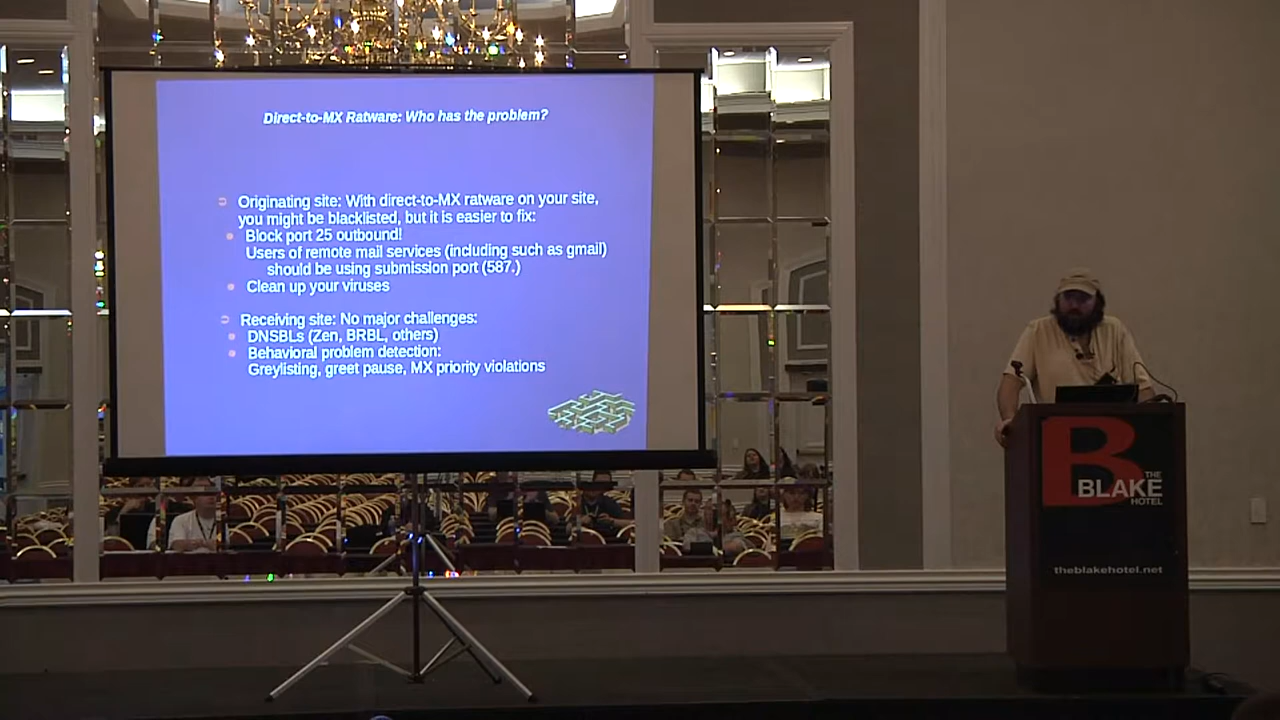 Direct-to-MX Ratware: Who has the problem?
Originating site: With direct-to-MX ratware on your site,
you might be blacklisted, but it is easier to fix:
Block port 25 outbound!
Users of remote mail services (including such as gmail)
should be using submission port (587.)
Clean up your viruses
Receiving site: No major challenges:
DNSBLs (Zen, BRBL, others)
Behavioral problem detection:
Greylisting, greet pause, MX priority violations
B
THE
BLAKE
HOTEL
theblakehotel.net